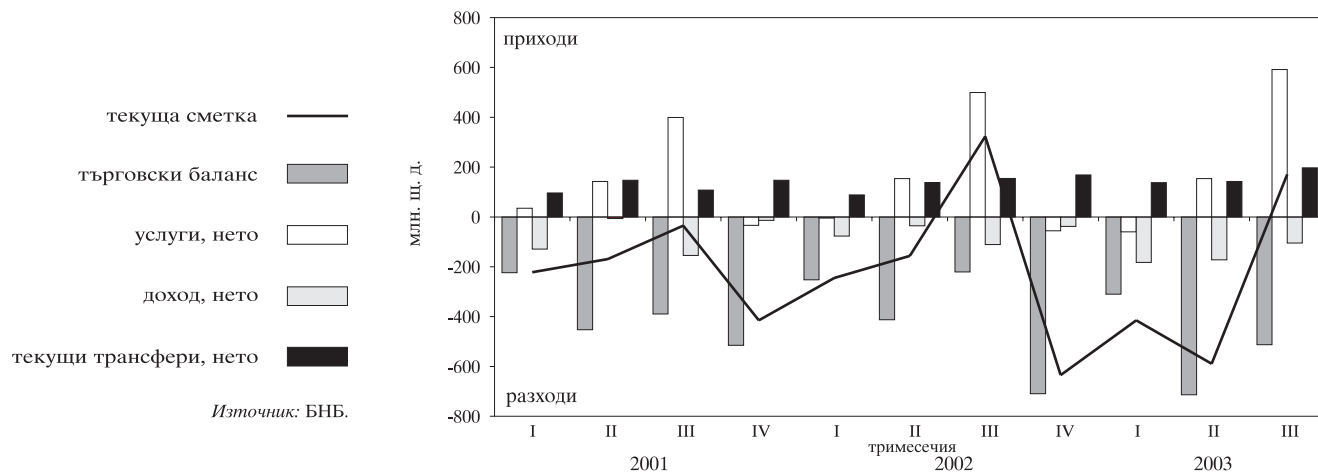 текуща сметка
търговски баланс
услуги, нето
доход, нето
текущи трансфери, нето
Източник: БНБ.
млн. щ. д.
800
600
400
200
0
-200
-400
-600
-800
приходи
разходи
I II III IV I II III IV I II III
тримесечия
2001 2002 2003